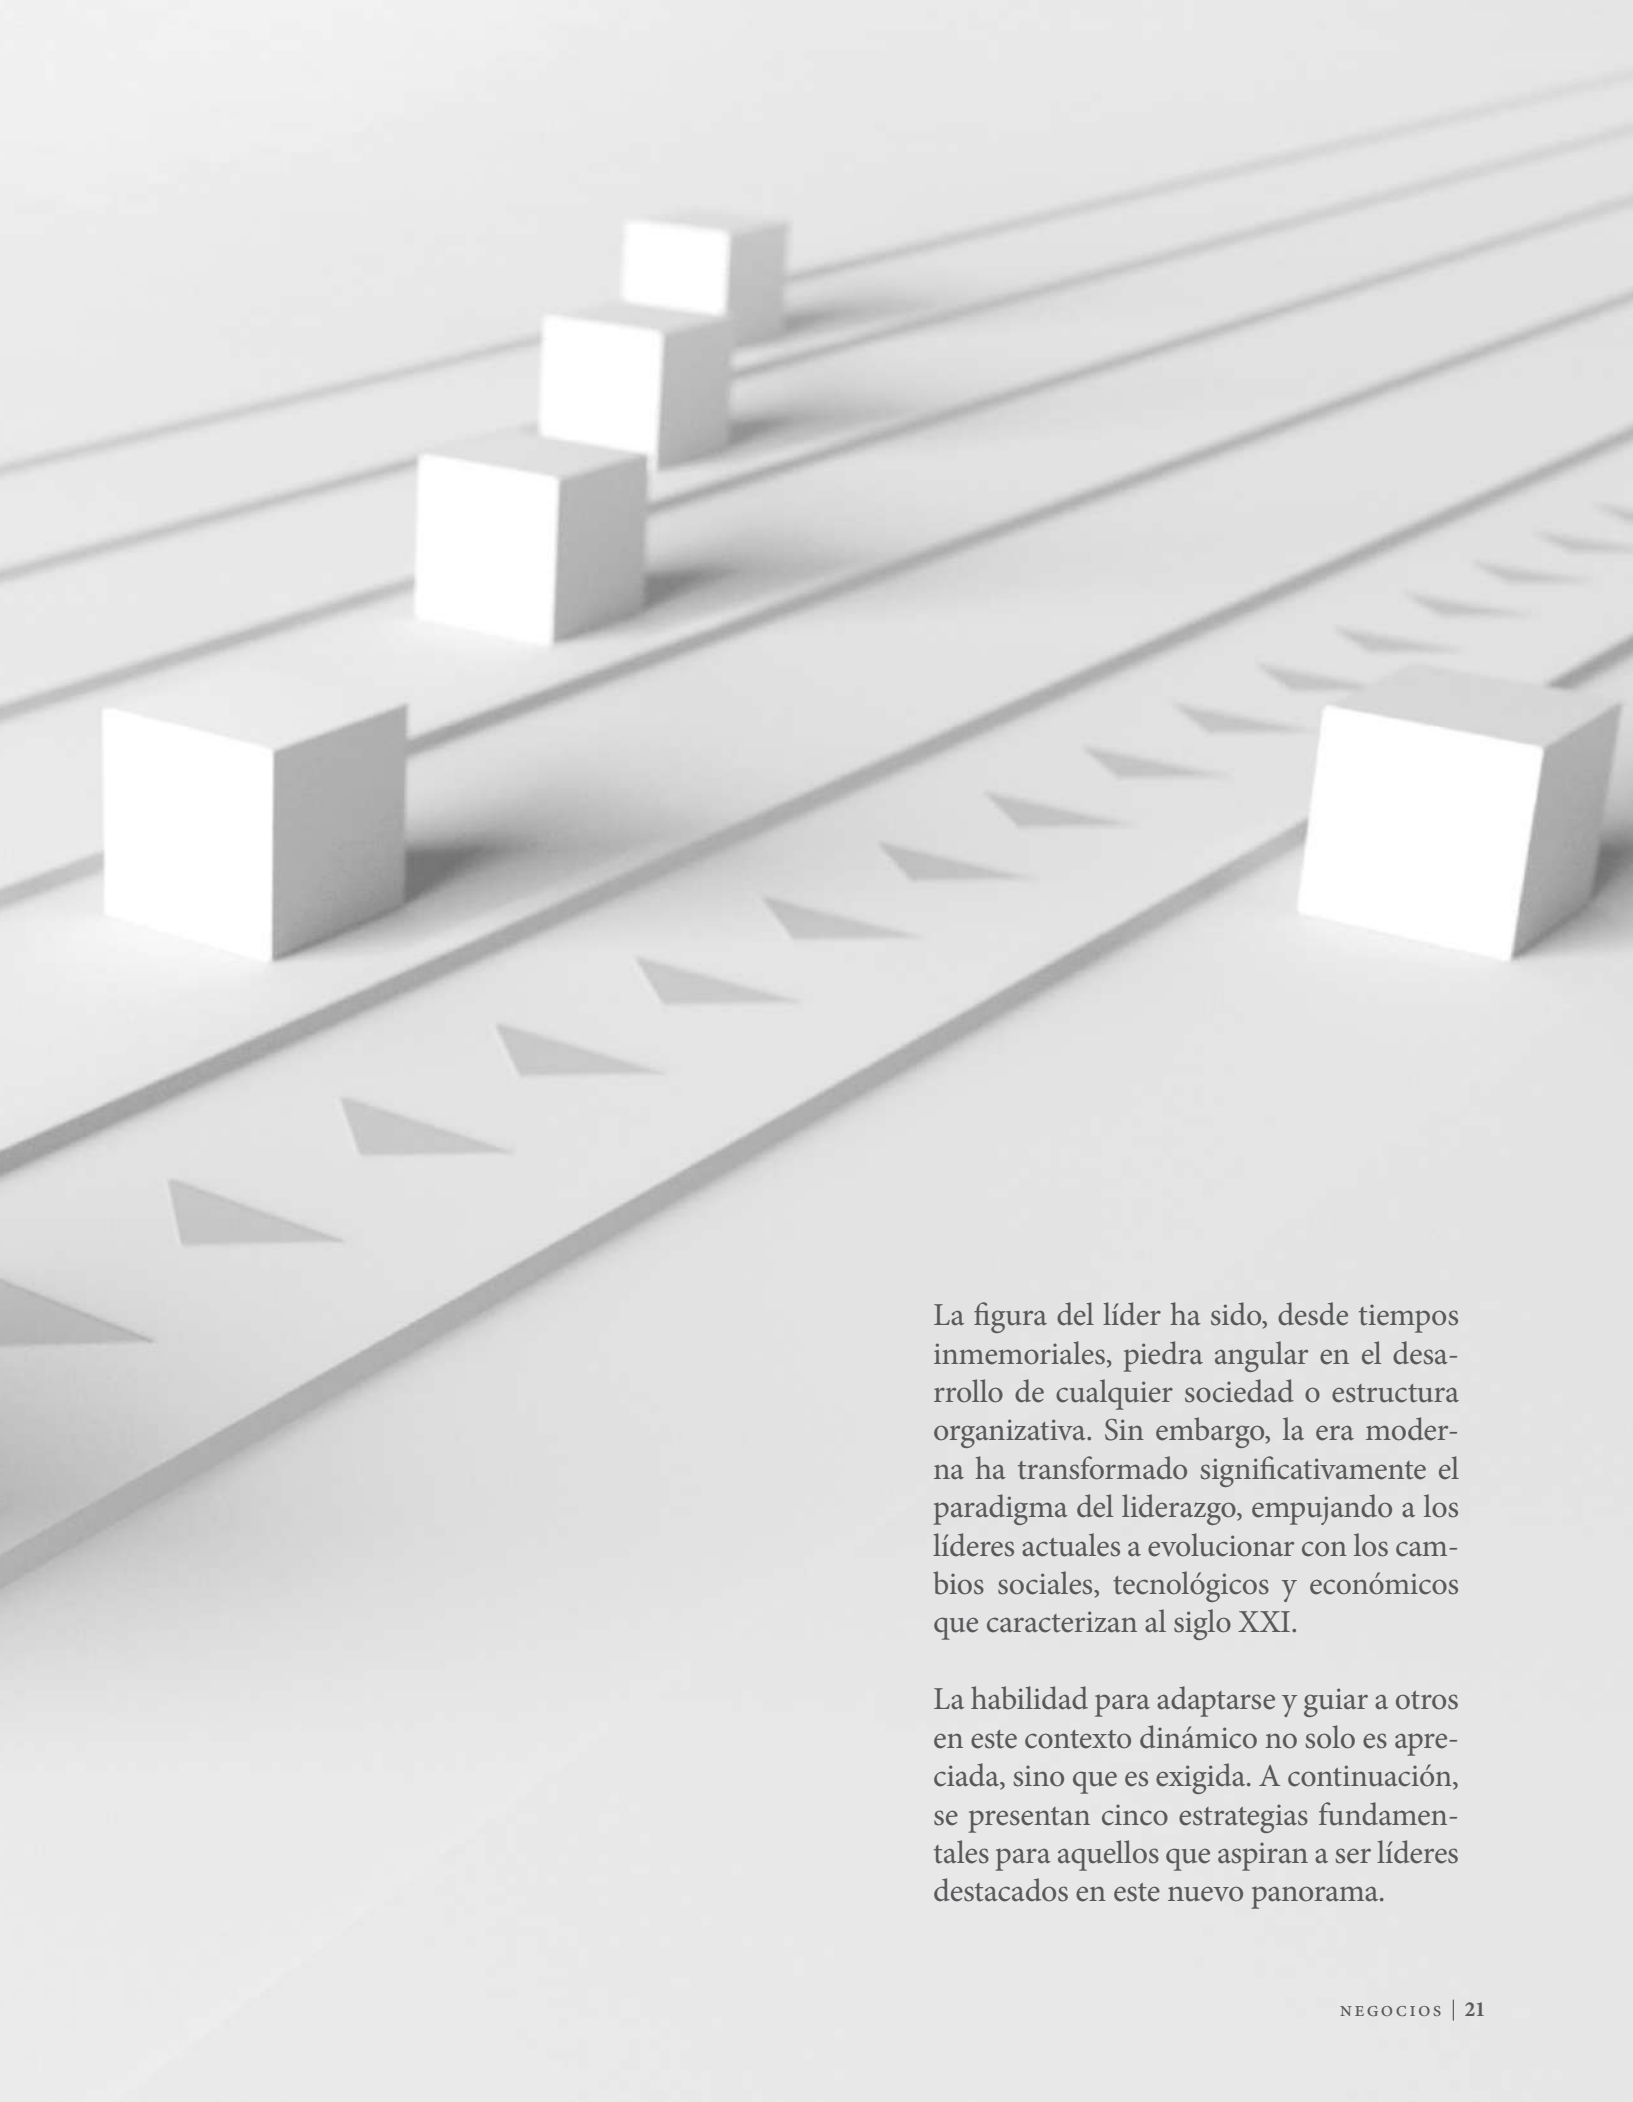 La figura del líder ha sido, desde tiempos
inmemoriales, piedra angular en el desa-
rrollo de cualquier sociedad o estructura
organizativa. Sin embargo, la era moder-
na ha transformado significativamente el
paradigma del liderazgo, empujando a los
líderes actuales a evolucionar con los cam-
bios sociales, tecnológicos y económicos
que caracterizan al siglo XXI.
La habilidad para adaptarse y guiar a otros
en este contexto dinámico no solo es apre-
ciada, sino que es exigida. A continuación,
se presentan cinco estrategias fundamen-
tales para aquellos que aspiran a ser líderes
destacados en este nuevo panorama.
NEGOCIOS | 21